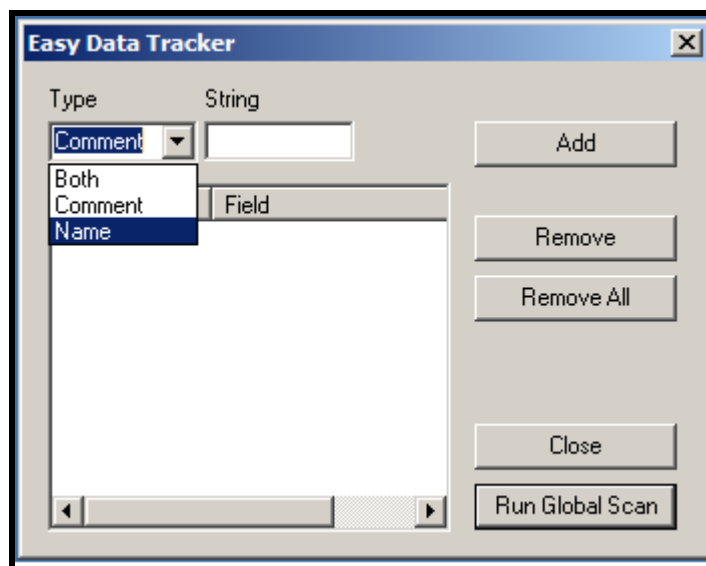 Easy Data Tracker
Type String
Comment
Add
Both
Comment
Name
Field
Remove
Remove All
Close
Run Global Scan